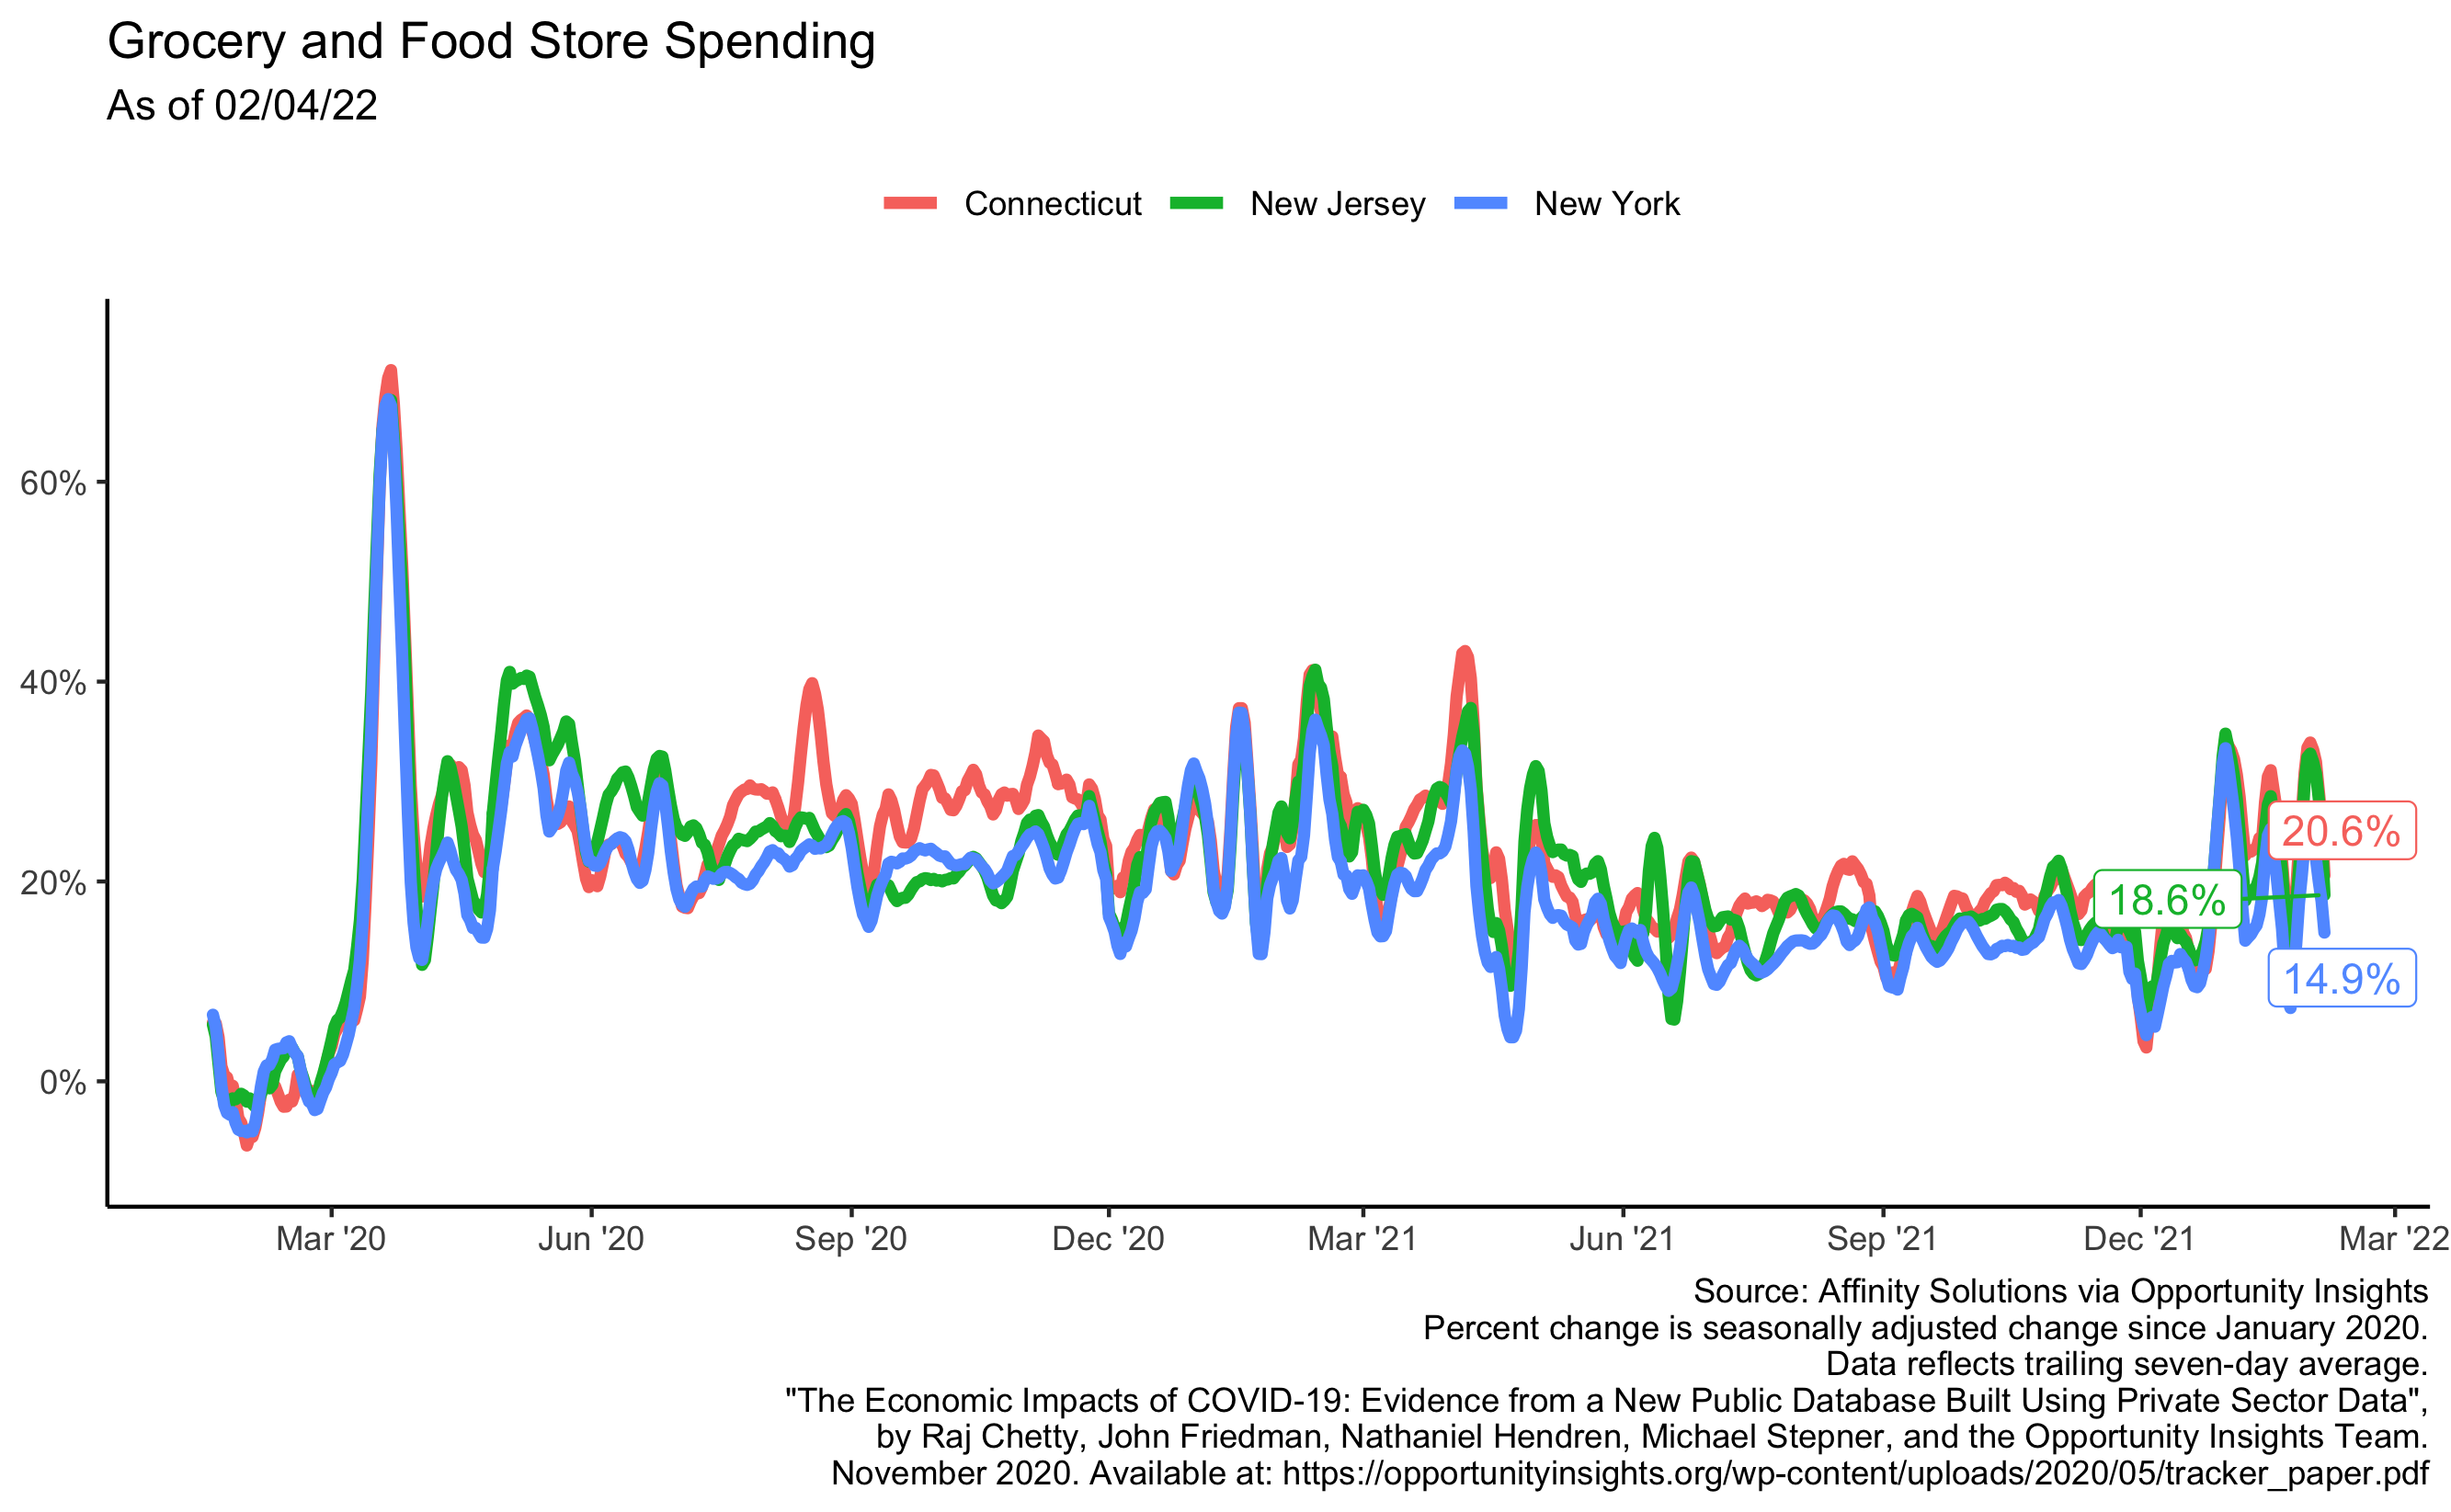 Grocery and Food Store Spending
As of 02/04/22
Connecticut New Jersey New York
60%
40%
20%
0%
20.6%
18.6%
14.9%
Mar '20 Jun '20 Sep '20 Dec '20 Mar '21 Jun '21 Sep '21 Dec '21 Mar '22
Source: Affinity Solutions via Opportunity Insights
Percent change is seasonally adjusted change since January 2020.
Data reflects trailing seven-day average.
"The Economic Impacts of COVID-19: Evidence from a New Public Database Built Using Private Sector Data",
by Raj Chetty, John Friedman, Nathaniel Hendren, Michael Stepner, and the Opportunity Insights Team.
November 2020. Available at: https://opportunityinsights.org/wp-content/uploads/2020/05/tracker_paper.pdf